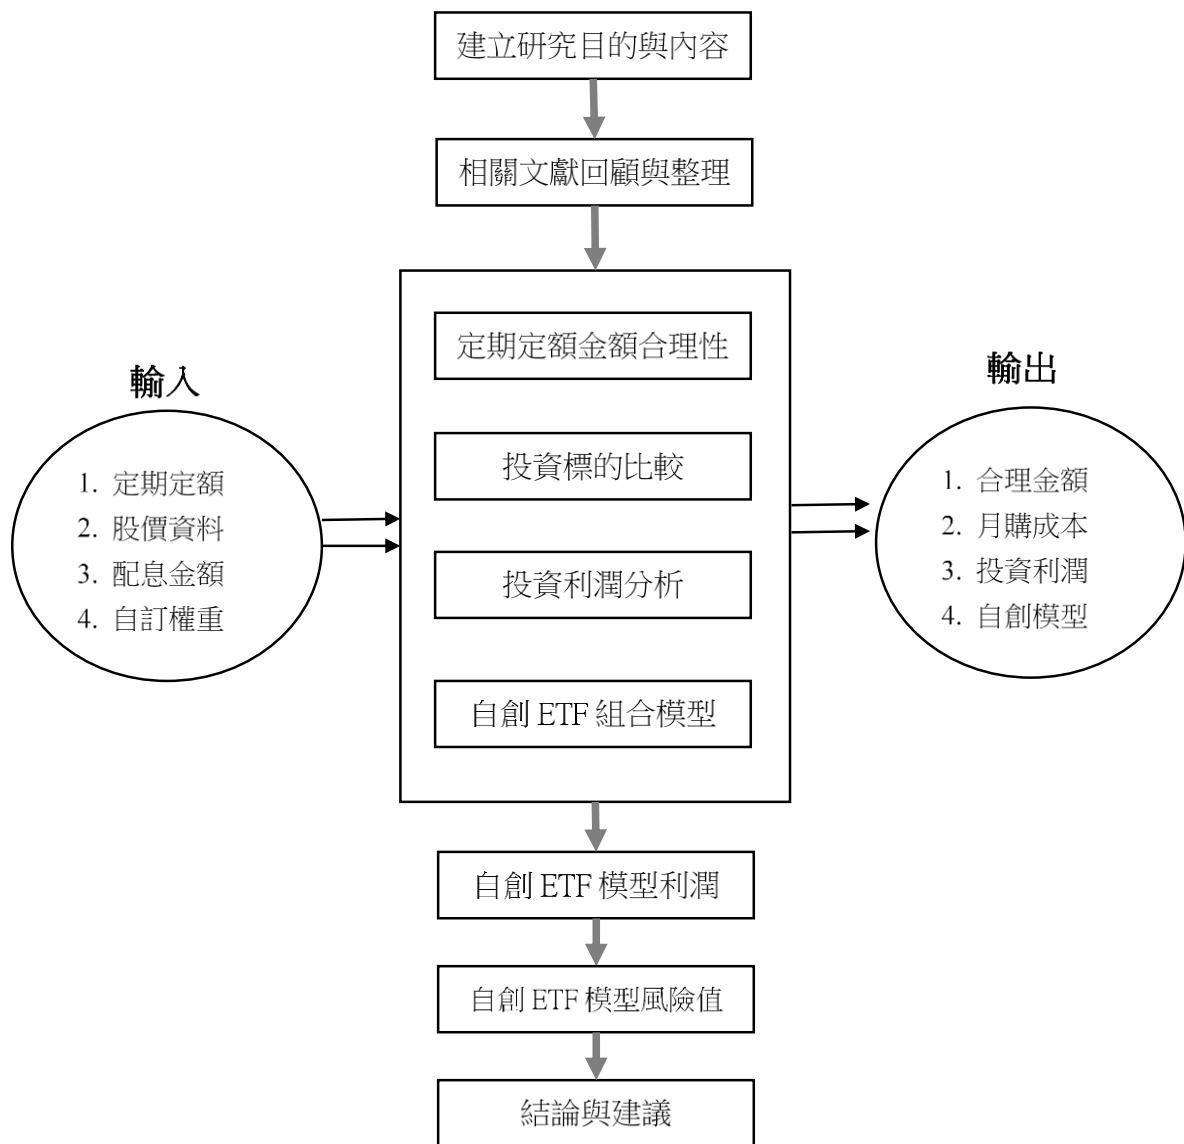 建立研究目的與內容
相關文獻回顧與整理
定期定額金額合理性
投資標的比較
投資利潤分析
自創 ETF 組合模型
輸入
1. 定期定額
2. 股價資料
3. 配息金額
4. 自訂權重
輸出
1. 合理金額
2. 月購成本
3. 投資利潤
4. 自創模型
自創 ETF 模型利潤
自創 ETF 模型風險值
結論與建議